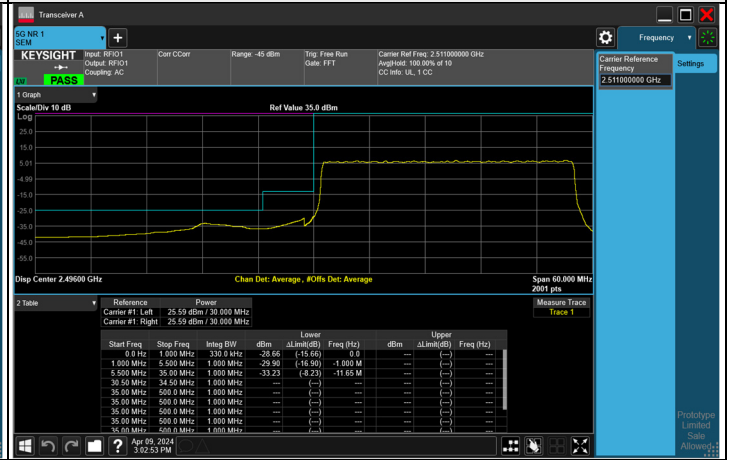 Transceiver A
5G NR 1
SEM
Frequency
KEYSIGHT
Input: RFIO1
Output: RFIO1
Coupling: AC
Corr CCorr
Range: -45 dBm
Trig: Free Run
Gate: FFT
Carrier Ref Freq: 2.511000000 GHz
Avg|Hold: 100.00% of 10
CC Info: UL, 1 CC
LVI
PASS
Carrier Reference
Frequency
2.511000000 GHz
Settings
1 Graph
Scale/Div 10 dB
Ref Value 35.0 dBm
Log
25.0
15.0
5.01
-4.99
-15.0
-25.0
-35.0
-45.0
-55.0
Disp Center 2.49600 GHz
Chan Det: Average , #Offs Det: Average
Span 60.000 MHz
2001 pts
2 Table
Reference Power
Carrier #1: Left 25.59 dBm / 30.000 MHz
Carrier #1: Right 25.59 dBm / 30.000 MHz
Measure Trace
Trace 1
Lower Upper
Start Freq Stop Freq Integ BW dBm ΔLimit(dB) Freq (Hz) dBm ΔLimit(dB) Freq (Hz)
0.0 Hz 1.000 MHz 330.0 kHz -28.66 (-15.66) 0.0 --- (---) ---
1.000 MHz 5.500 MHz 1.000 MHz -29.90 (-16.90) -1.000 M --- (---) ---
5.500 MHz 35.00 MHz 1.000 MHz -33.23 (-8.23) -11.65 M --- (---) ---
30.50 MHz 34.50 MHz 1.000 MHz --- (---) --- --- (---) ---
35.00 MHz 500.0 MHz 1.000 MHz --- (---) --- --- (---) ---
35.00 MHz 500.0 MHz 1.000 MHz --- (---) --- --- (---) ---
35.00 MHz 500.0 MHz 1.000 MHz --- (---) --- --- (---) ---
35.00 MHz 500.0 MHz 1.000 MHz --- (---) --- --- (---) ---
35.00 MHz 500.0 MHz 1.000 MHz --- (---) --- --- (---) ---
Prototype
Limited
Sale
Allowed
Apr 09, 2024
3:02:53 PM